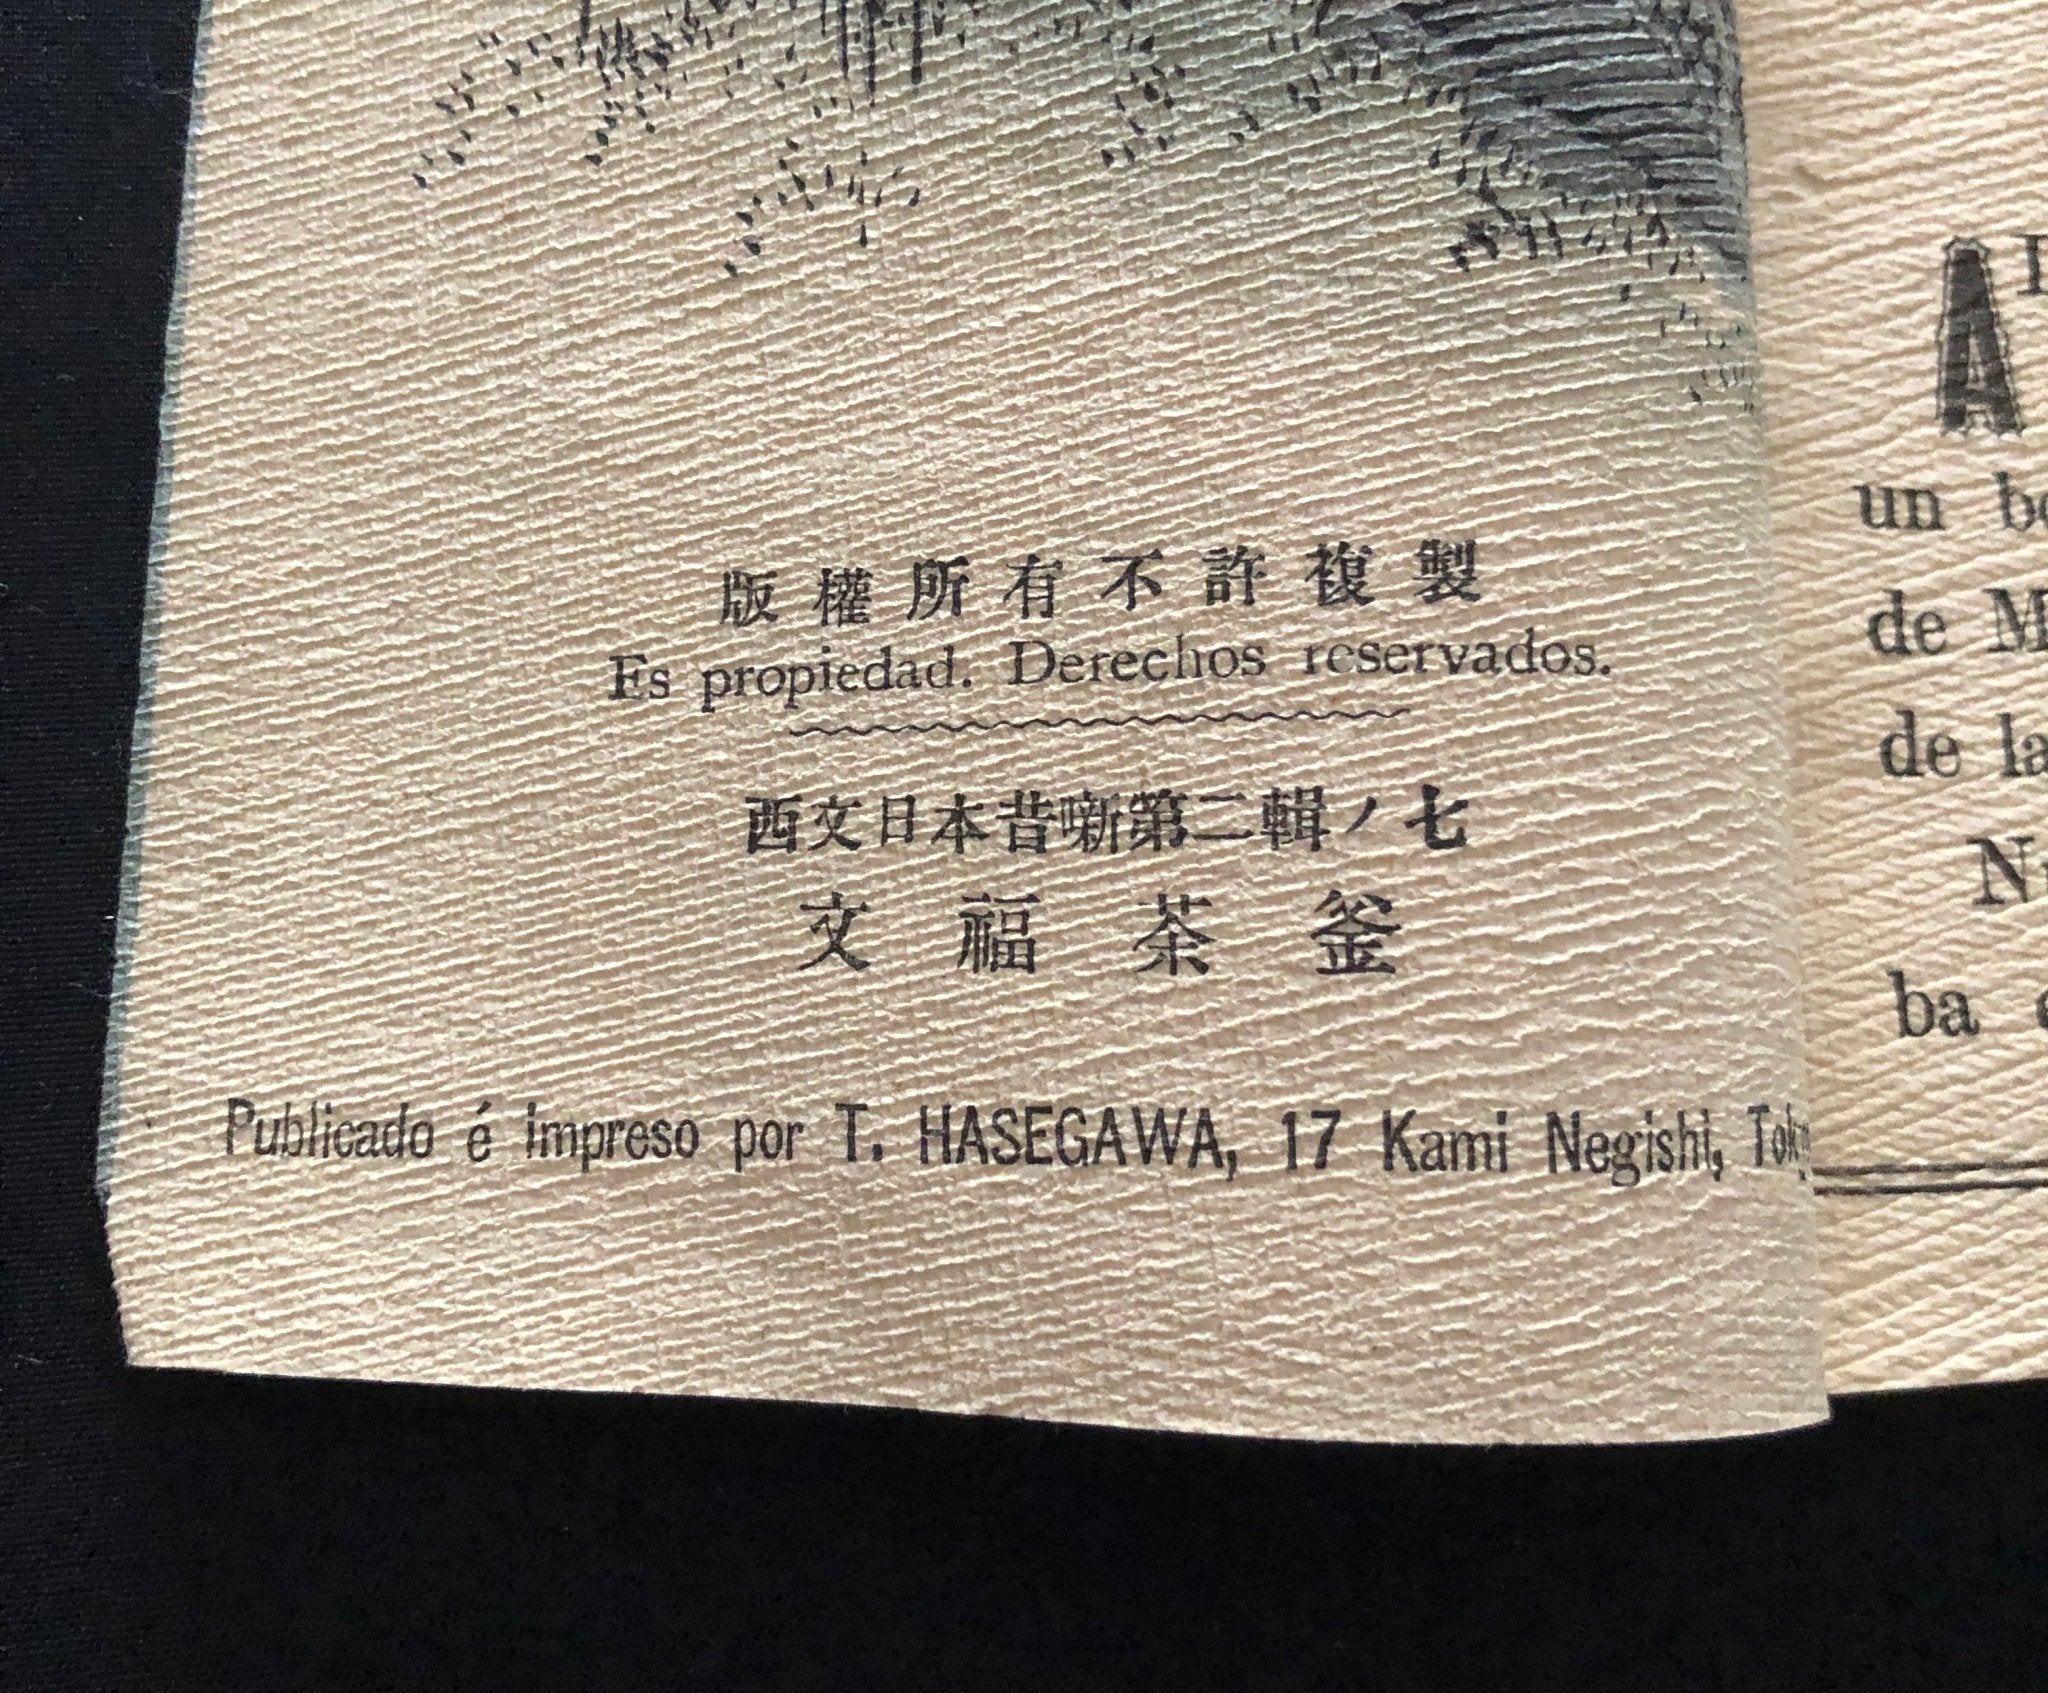 版權所有不許複製
Es propiedad. Derechos reservados.
西文日本昔噺第二輯ノ七
文福茶釜
Publicado é impreso por T. HASEGAWA, 17 Kami Negishi, Tokyo
A
un
de
de la
ba